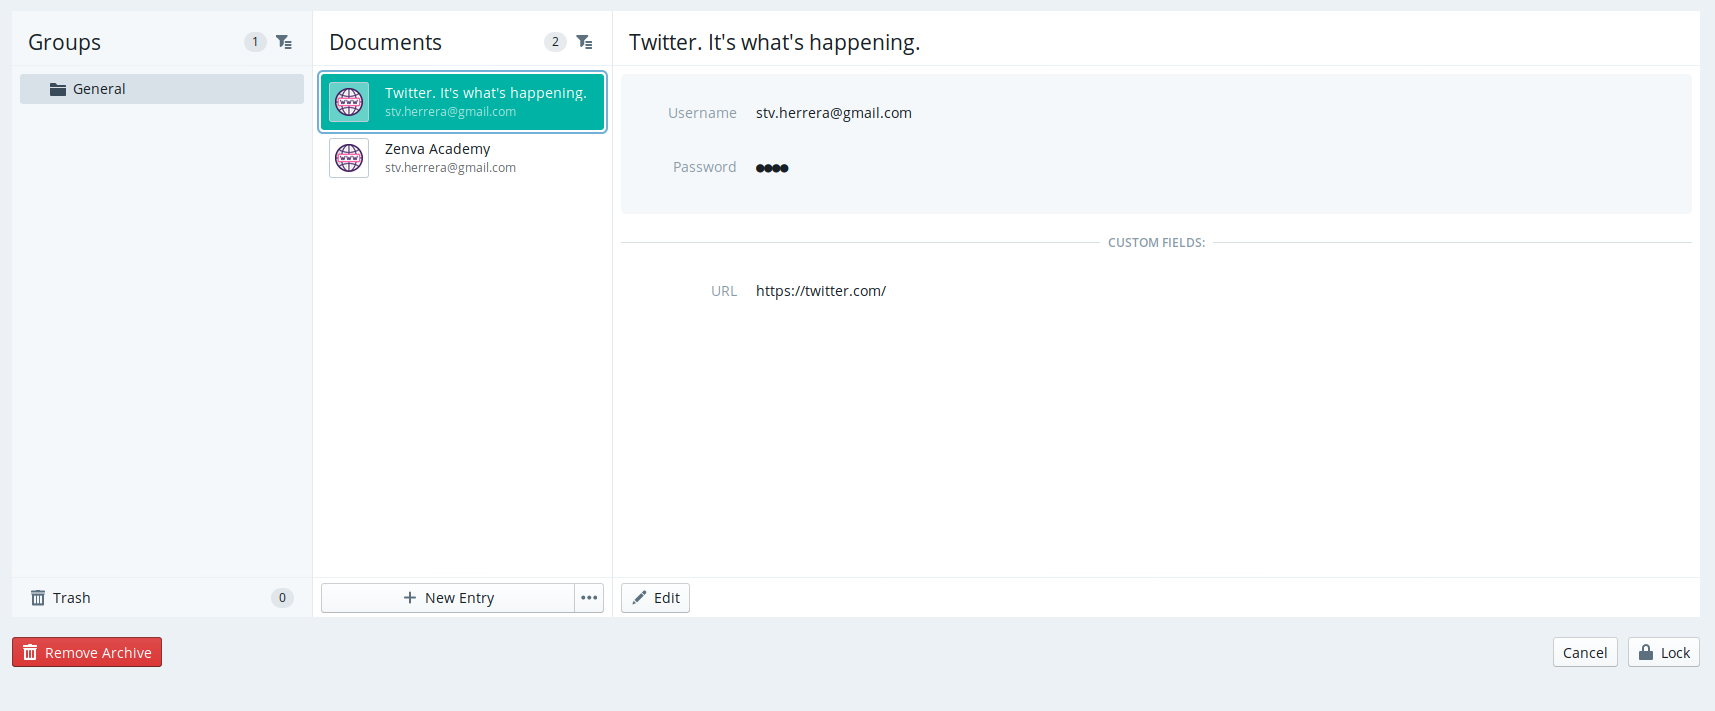 Groups
1
General
Trash
0
Documents
2
Twitter. It's what's happening.
stv.herrera@gmail.com
Zenva Academy
stv.herrera@gmail.com
New Entry
Twitter. It's what's happening.
Username stv.herrera@gmail.com
Password ●●●●
CUSTOM FIELDS:
URL https://twitter.com/
Edit
Remove Archive
Cancel
Lock